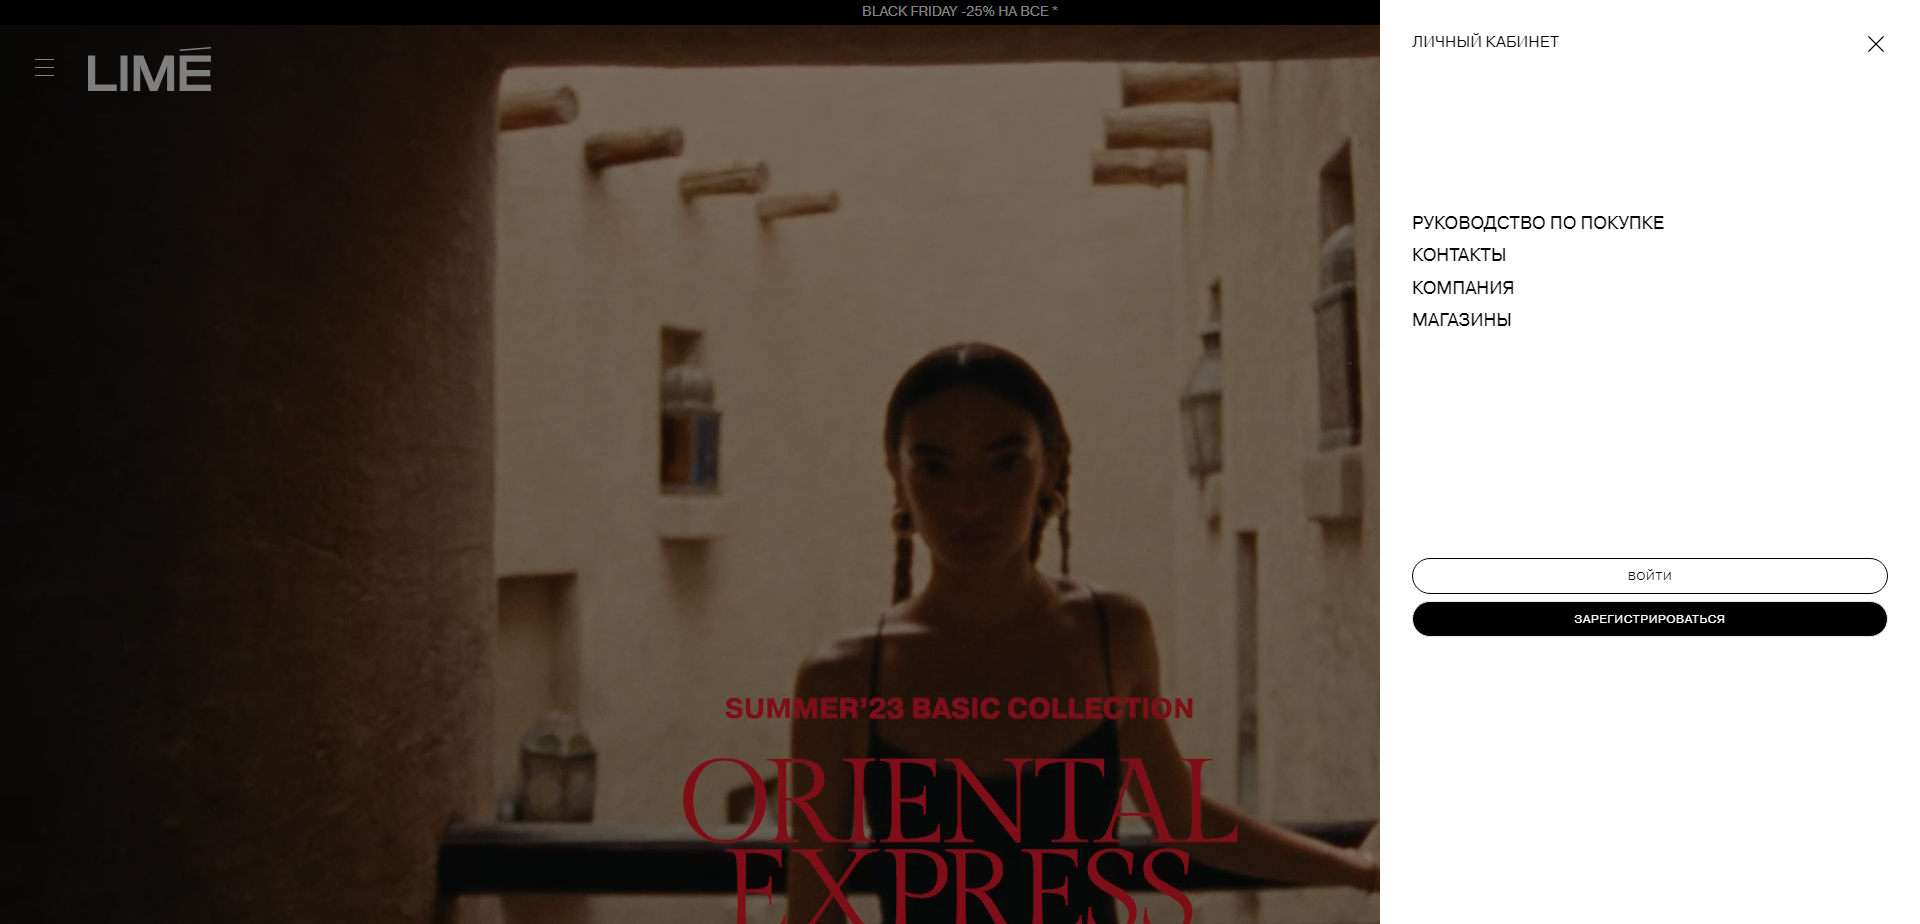 BLACK FRIDAY -25% НА ВСЕ *
LIMÉ
ЛИЧНЫЙ КАБИНЕТ
РУКОВОДСТВО ПО ПОКУПКЕ
КОНТАКТЫ
КОМПАНИЯ
МАГАЗИНЫ
ВОЙТИ
ЗАРЕГИСТРИРОВАТЬСЯ
SUMMER’23 BASIC COLLECTION
ORIENTAL
EXPRESS